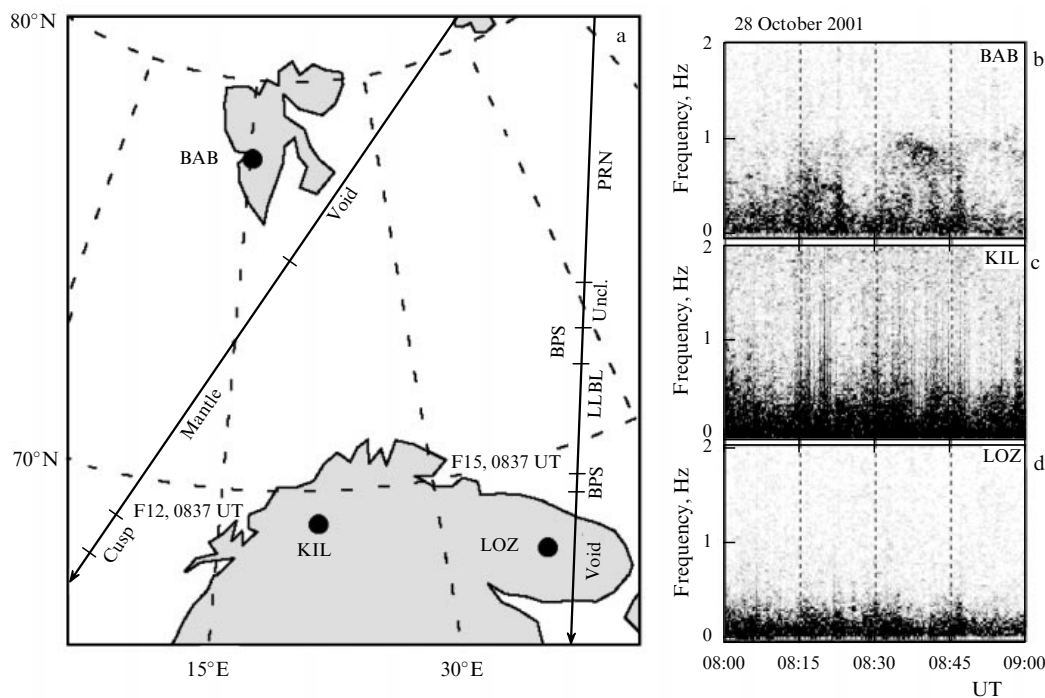 80°N
70°N
15°E
30°E
a
BAB
KIL
LOZ
Void
Mantle
Cusp
F12, 0837 UT
F15, 0837 UT
PRN
Uncl.
BPS
LLBL
BPS
Void
28 October 2001
2
BAB
b
Frequency, Hz
1
0
2
KIL
c
Frequency, Hz
1
0
2
LOZ
d
Frequency, Hz
1
0
08:00 08:15 08:30 08:45 09:00
UT